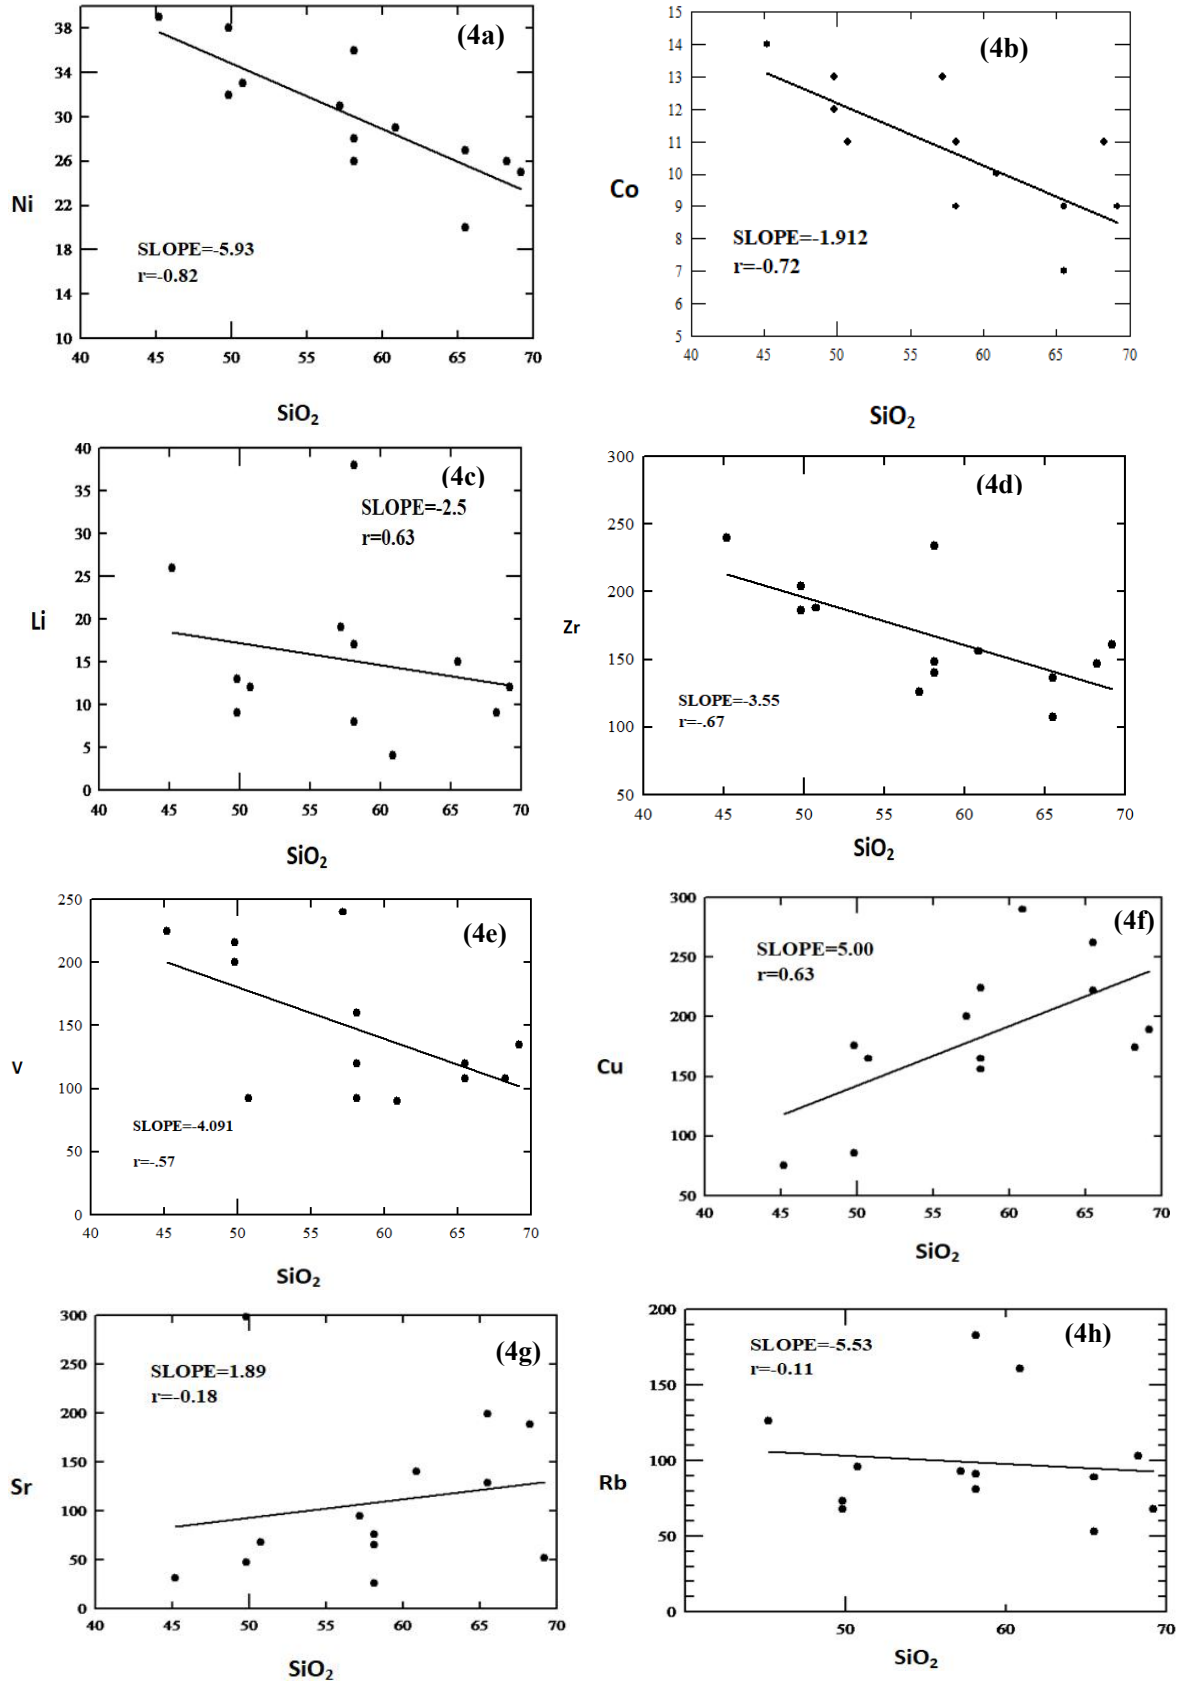 (4a)
38
34
30
26
22
18
14
10
Ni
SLOPE=-5.93
r=-0.82
40 45 50 55 60 65 70
SiO₂
(4b)
15
14
13
12
11
10
9
8
7
6
5
Co
SLOPE=-1.912
r=-0.72
40 45 50 55 60 65 70
SiO₂
(4c)
SLOPE=-2.5
r=0.63
40
35
30
25
20
15
10
5
0
Li
40 45 50 55 60 65 70
SiO₂
(4d)
300
250
200
150
100
50
Zr
SLOPE=-3.55
r=-.67
40 45 50 55 60 65 70
SiO₂
(4e)
250
200
150
100
50
0
V
SLOPE=-4.091
r=-.57
40 45 50 55 60 65 70
SiO₂
(4f)
SLOPE=5.00
r=0.63
300
250
200
150
100
50
Cu
40 45 50 55 60 65 70
SiO₂
(4g)
SLOPE=1.89
r=-0.18
300
250
200
150
100
50
0
Sr
40 45 50 55 60 65 70
SiO₂
(4h)
SLOPE=-5.53
r=-0.11
200
150
100
50
0
Rb
50 60 70
SiO₂